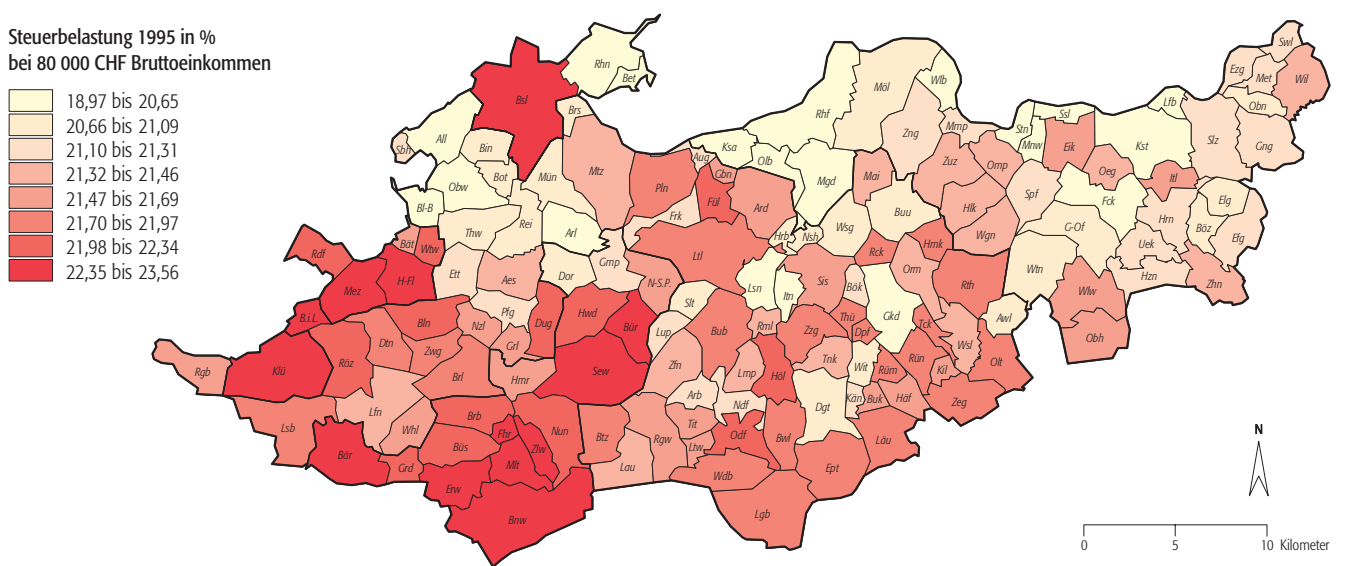 Steuerbelastung 1995 in %
bei 80 000 CHF Bruttoeinkommen
18,97 bis 20,65
20,66 bis 21,09
21,10 bis 21,31
21,32 bis 21,46
21,47 bis 21,69
21,70 bis 21,97
21,98 bis 22,34
22,35 bis 23,56
Rhn
Bet
Bsl
Brs
All
Sbh
Bin
Bot
Mün
Obw
Bl-B
Thw
Rei
Arl
Mtz
Pln
Frk
Fül
Gbn
Aug
Ard
Ksa
Olb
Rhf
Mgd
Möl
Wlb
Zng
Mmp
Mai
Zuz
Omp
Hlk
Wgn
Buu
Wsg
Nsh
Hrb
Stn
Mnw
Ssl
Eik
Oeg
Kst
Lfb
Itl
Fck
Spf
G-Of
Wtn
Uek
Hrn
Hzn
Böz
Elg
Efg
Zhn
Slz
Gng
Obn
Met
Ezg
Swl
Wil
Wlw
Obh
Awl
Rdf
Bät
Wtw
H-Fl
Mez
B.i.L.
Klü
Rgb
Ett
Aes
Dor
Gmp
Pfg
Nzl
Grl
Dug
Hwd
Bür
Sew
N-S.P.
Ltl
Lsn
Itn
Sis
Bök
Rck
Hmk
Orm
Rth
Gkd
Thü
Dpf
Tck
Wsl
Olt
Slt
Lup
Bub
Rml
Zzg
Tnk
Wit
Rüm
Rün
Kil
Zeg
Bln
Dtn
Röz
Zwg
Brl
Hmr
Zfn
Lmp
Höl
Arb
Ndf
Dgt
Kän
Buk
Häf
Lfn
Whl
Lsb
Bär
Grd
Brb
Büs
Fhr
Mlt
Zlw
Nun
Erw
Bnw
Btz
Lau
Rgw
Tit
Ltw
Odf
Wdb
Bwl
Ept
Läu
Lgb
N
0 5 10 Kilometer